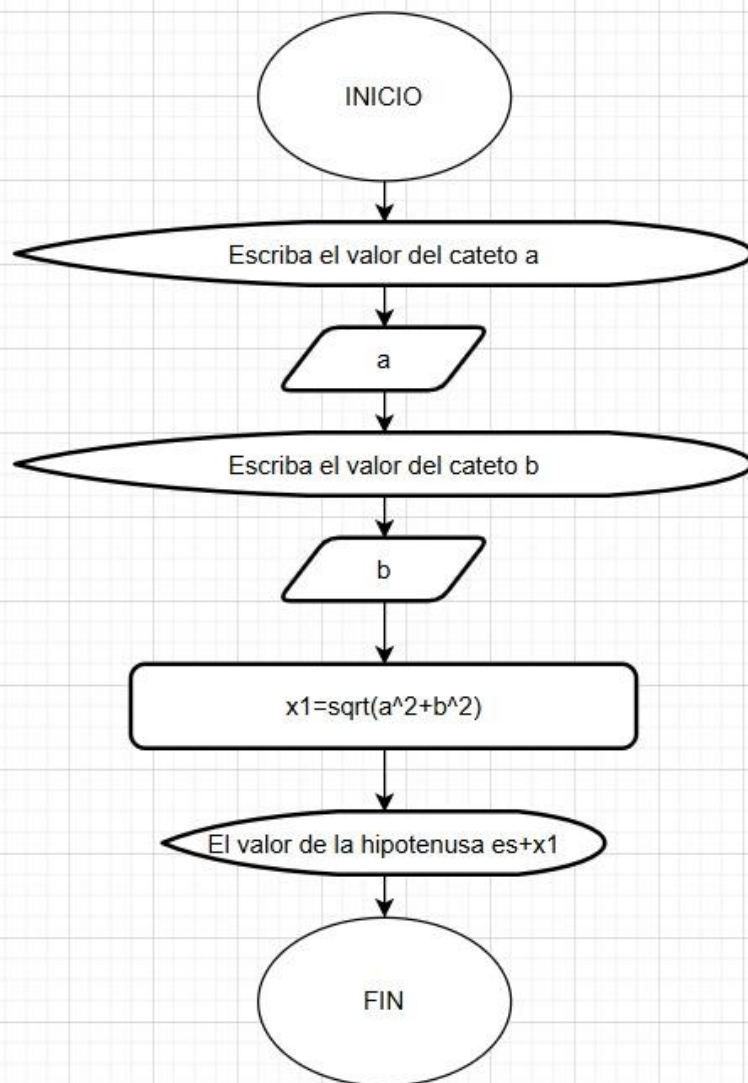 INICIO
Escriba el valor del cateto a
a
Escriba el valor del cateto b
b
x1=sqrt(a^2+b^2)
El valor de la hipotenusa es+x1
FIN